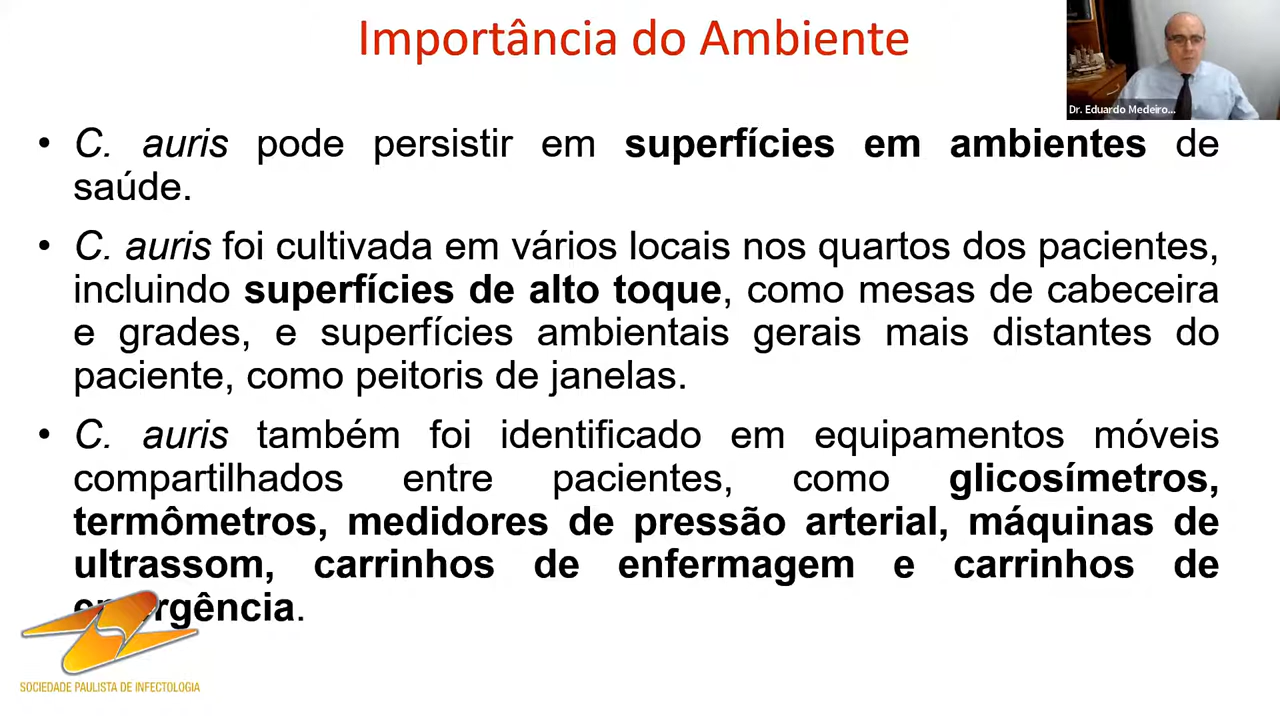 Importância do Ambiente
Dr. Eduardo Medeiro...
• C. auris pode persistir em superfícies em ambientes de
saúde.
• C. auris foi cultivada em vários locais nos quartos dos pacientes,
incluindo superfícies de alto toque, como mesas de cabeceira
e grades, e superfícies ambientais gerais mais distantes do
paciente, como peitoris de janelas.
• C. auris também foi identificado em equipamentos móveis
compartilhados entre pacientes, como glicosímetros,
termômetros, medidores de pressão arterial, máquinas de
ultrassom, carrinhos de enfermagem e carrinhos de
emergência.
SOCIEDADE PAULISTA DE INFECTOLOGIA